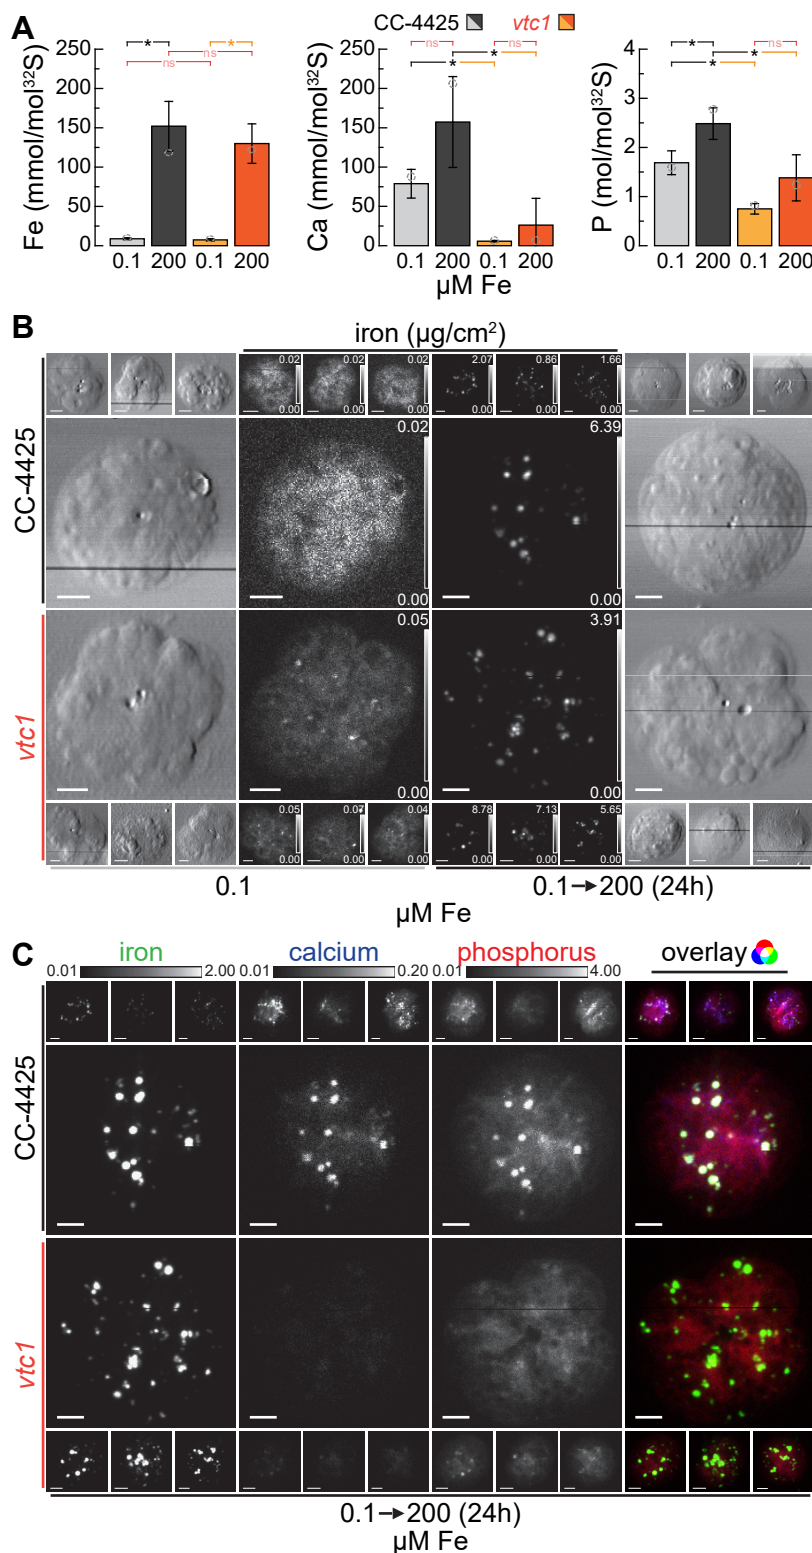 A
CC-4425 vtc1
* * ns ns
ns ns * *
* ns * *
Fe (mmol/mol³²S)
250
200
150
100
50
0
0.1 200 0.1 200
Ca (mmol/mol³²S)
250
200
150
100
50
0
0.1 200 0.1 200
P (mol/mol³²S)
4
3
2
1
0
0.1 200 0.1 200
µM Fe
B
iron (µg/cm²)
CC-4425
0.02 0.02 0.02 2.07 0.86 1.66
0.00 0.00 0.00 0.00 0.00 0.00
0.02 6.39
0.00 0.00
vtc1
0.05 3.91
0.00 0.00
0.05 0.07 0.04 8.78 7.13 5.65
0.00 0.00 0.00 0.00 0.00 0.00
0.1 0.1→200 (24h)
µM Fe
C
iron calcium phosphorus overlay
0.01 2.00 0.01 0.20 0.01 4.00
CC-4425
vtc1
0.1→200 (24h)
µM Fe